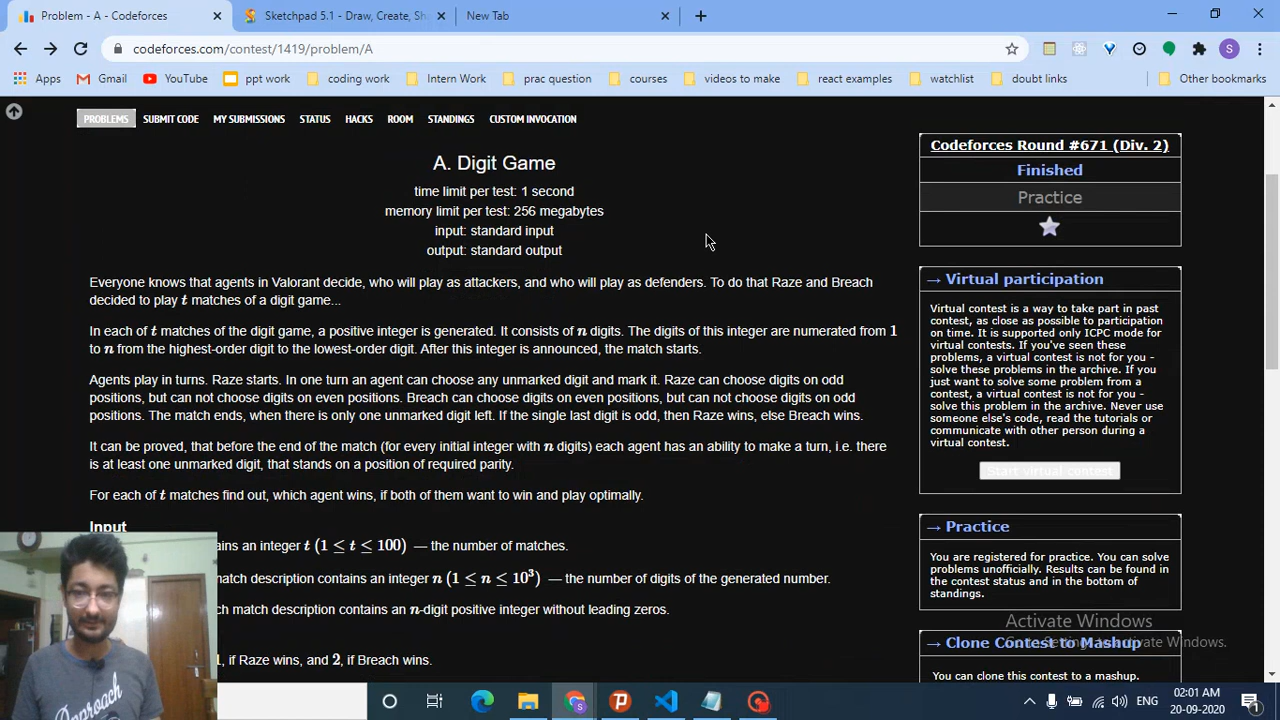 Problem - A - Codeforces
Sketchpad 5.1 - Draw, Create, Sha
New Tab
codeforces.com/contest/1419/problem/A
S
Apps
Gmail
YouTube
ppt work
coding work
Intern Work
prac question
courses
videos to make
react examples
watchlist
doubt links
Other bookmarks
PROBLEMS
SUBMIT CODE
MY SUBMISSIONS
STATUS
HACKS
ROOM
STANDINGS
CUSTOM INVOCATION
A. Digit Game
time limit per test: 1 second
memory limit per test: 256 megabytes
input: standard input
output: standard output
Everyone knows that agents in Valorant decide, who will play as attackers, and who will play as defenders. To do that Raze and Breach
decided to play t matches of a digit game...
In each of t matches of the digit game, a positive integer is generated. It consists of n digits. The digits of this integer are numerated from 1
to n from the highest-order digit to the lowest-order digit. After this integer is announced, the match starts.
Agents play in turns. Raze starts. In one turn an agent can choose any unmarked digit and mark it. Raze can choose digits on odd
positions, but can not choose digits on even positions. Breach can choose digits on even positions, but can not choose digits on odd
positions. The match ends, when there is only one unmarked digit left. If the single last digit is odd, then Raze wins, else Breach wins.
It can be proved, that before the end of the match (for every initial integer with n digits) each agent has an ability to make a turn, i.e. there
is at least one unmarked digit, that stands on a position of required parity.
For each of t matches find out, which agent wins, if both of them want to win and play optimally.
Input
ains an integer t (1 ≤ t ≤ 100) — the number of matches.
match description contains an integer n (1 ≤ n ≤ 10³) — the number of digits of the generated number.
ch match description contains an n-digit positive integer without leading zeros.
1, if Raze wins, and 2, if Breach wins.
Codeforces Round #671 (Div. 2)
Finished
Practice
→ Virtual participation
Virtual contest is a way to take part in past
contest, as close as possible to participation
on time. It is supported only ICPC mode for
virtual contests. If you've seen these
problems, a virtual contest is not for you -
solve these problems in the archive. If you
just want to solve some problem from a
contest, a virtual contest is not for you -
solve this problem in the archive. Never use
someone else's code, read the tutorials or
communicate with other person during a
virtual contest.
Start virtual contest
→ Practice
You are registered for practice. You can solve
problems unofficially. Results can be found
in the contest status and in the bottom of
standings.
Activate Windows
Go to Settings to activate Windows.
→ Clone Contest to Mashup
You can clone this contest to a mashup.
Approach
ENG
02:01 AM
20-09-2020
1